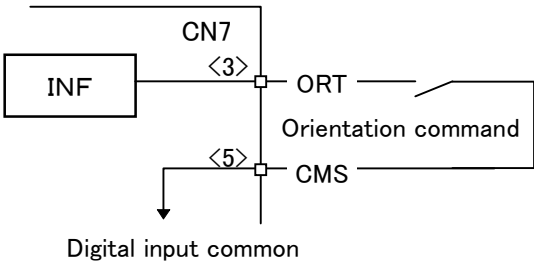 CN7
<3>
INF
ORT
Orientation command
<5>
CMS
Digital input common